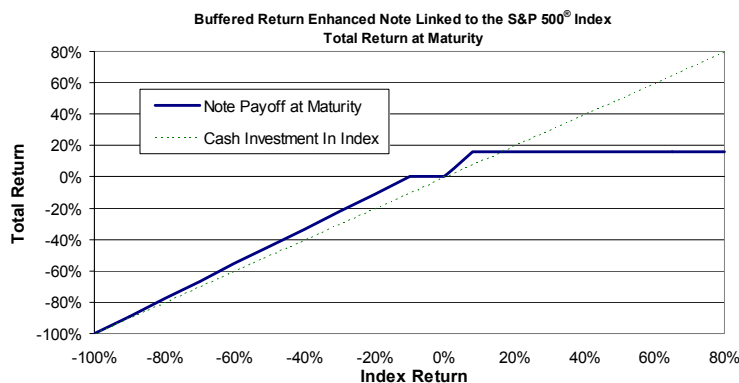 Buffered Return Enhanced Note Linked to the S&P 500® Index
Total Return at Maturity
80%
60%
40%
20%
0%
-20%
-40%
-60%
-80%
-100%
Total Return
Note Payoff at Maturity
Cash Investment In Index
-100% -80% -60% -40% -20% 0% 20% 40% 60% 80%
Index Return